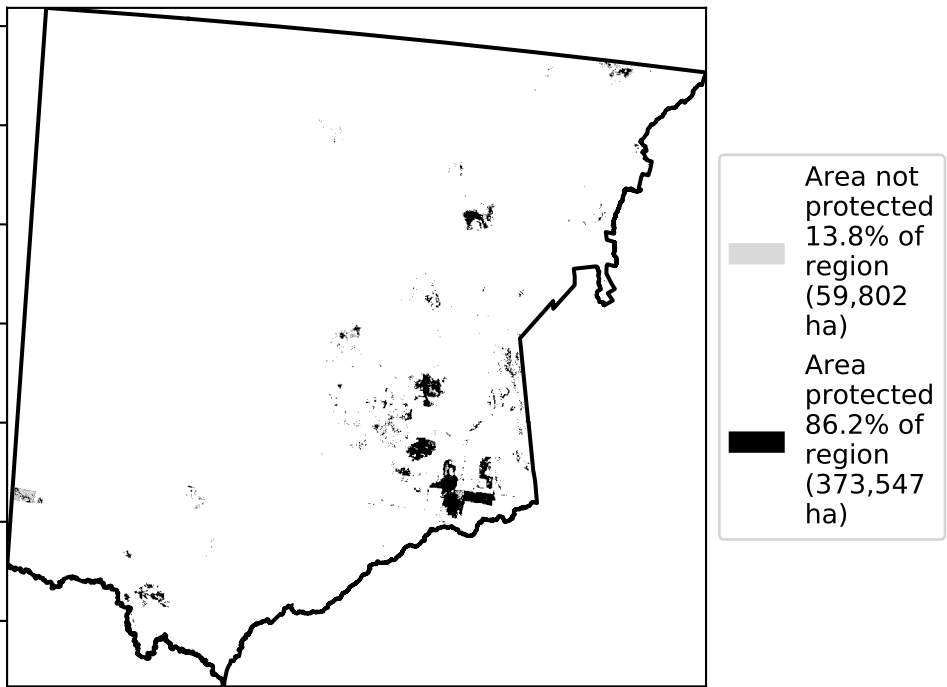 Area not
protected
13.8% of
region
(59,802
ha)
Area
protected
86.2% of
region
(373,547
ha)